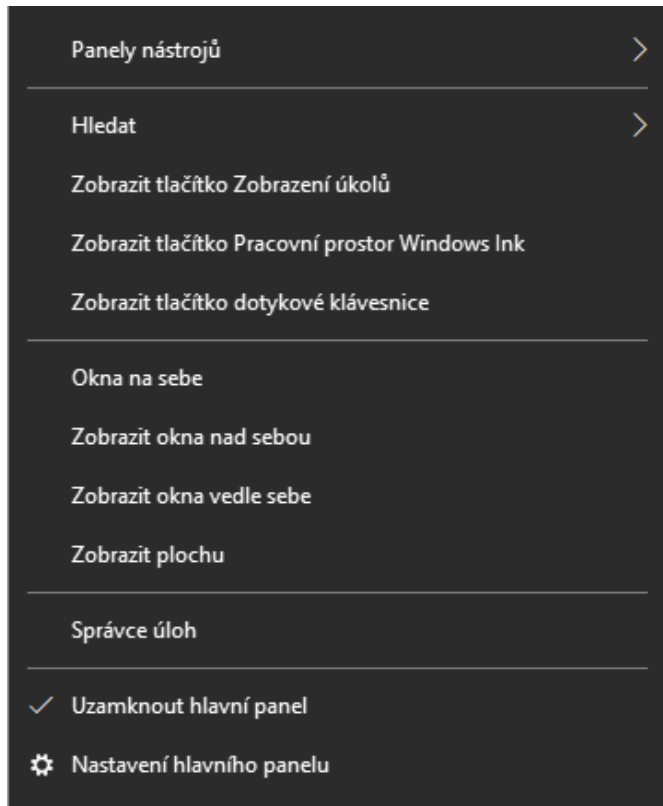 Panely nástrojů
Hledat
Zobrazit tlačítko Zobrazení úkolů
Zobrazit tlačítko Pracovní prostor Windows Ink
Zobrazit tlačítko dotykové klávesnice
Okna na sebe
Zobrazit okna nad sebou
Zobrazit okna vedle sebe
Zobrazit plochu
Správce úloh
Uzamknout hlavní panel
Nastavení hlavního panelu